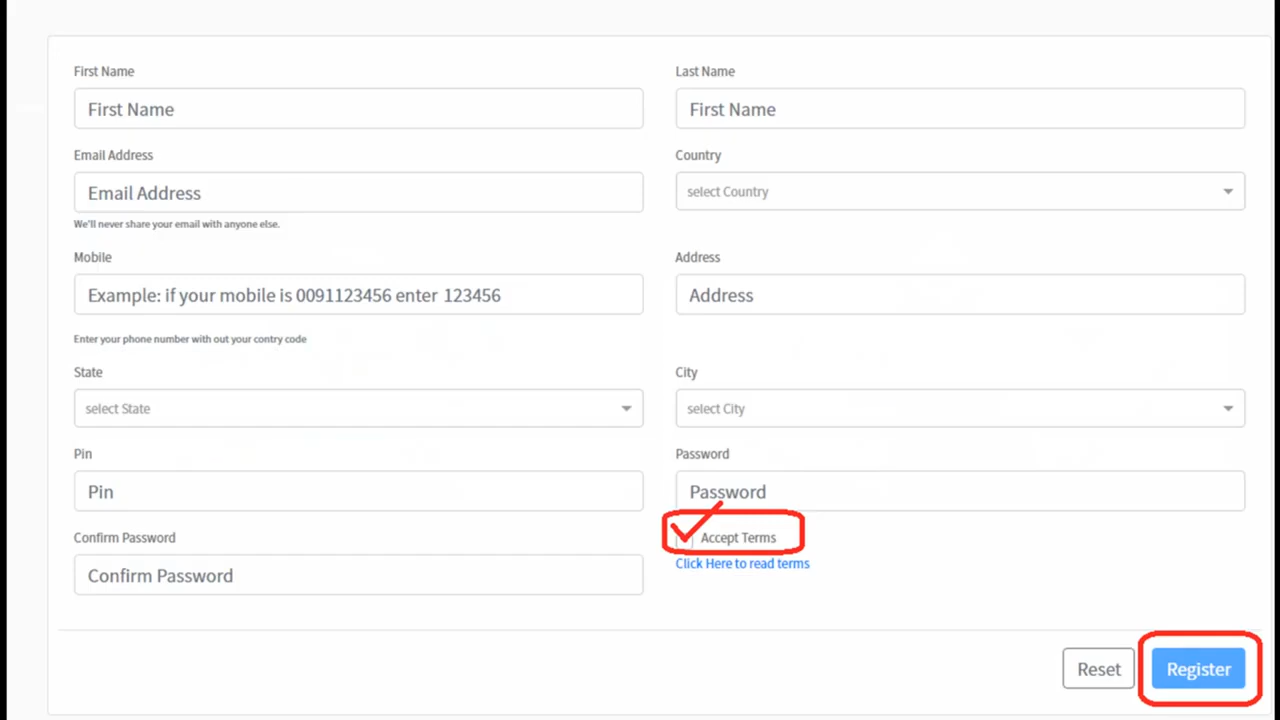 First Name
Last Name
First Name
First Name
Email Address
Country
Email Address
select Country
We'll never share your email with anyone else.
Mobile
Address
Example: if your mobile is 0091123456 enter 123456
Address
Enter your phone number with out your contry code
State
City
select State
select City
Pin
Password
Pin
Password
Confirm Password
Accept Terms
Confirm Password
Click Here to read terms
Reset
Register